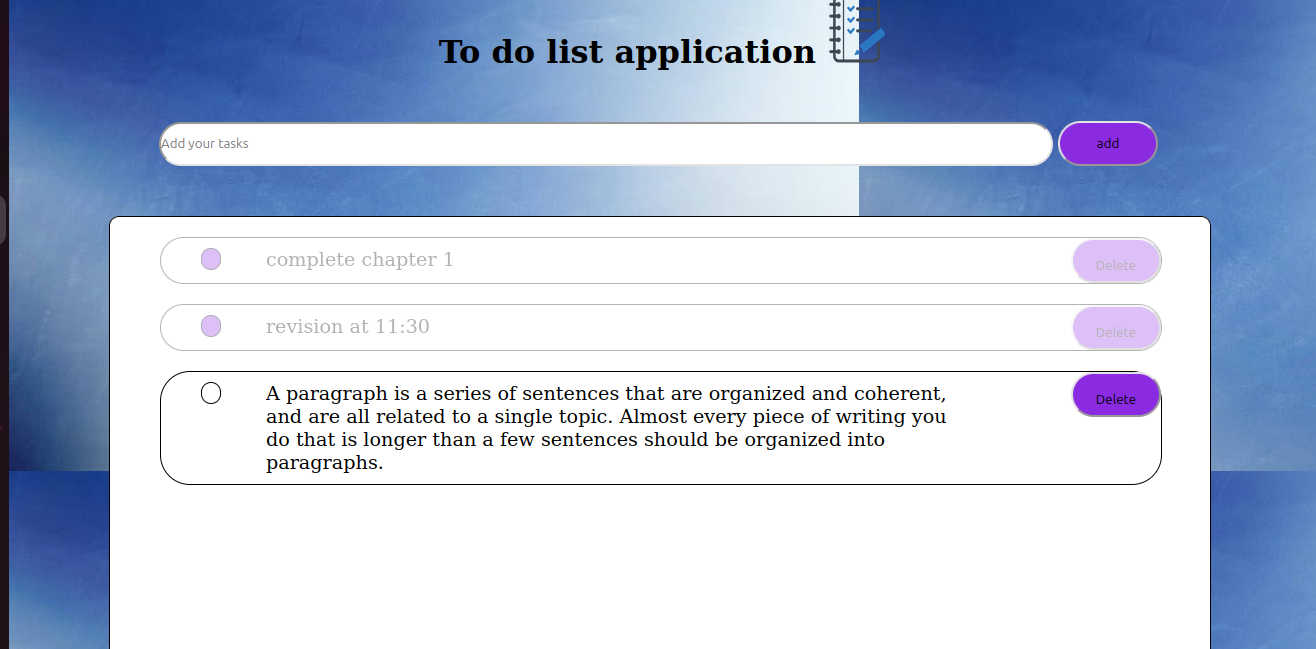 To do list application
Add your tasks
add
complete chapter 1
Delete
revision at 11:30
Delete
A paragraph is a series of sentences that are organized and coherent,
and are all related to a single topic. Almost every piece of writing you
do that is longer than a few sentences should be organized into
paragraphs.
Delete